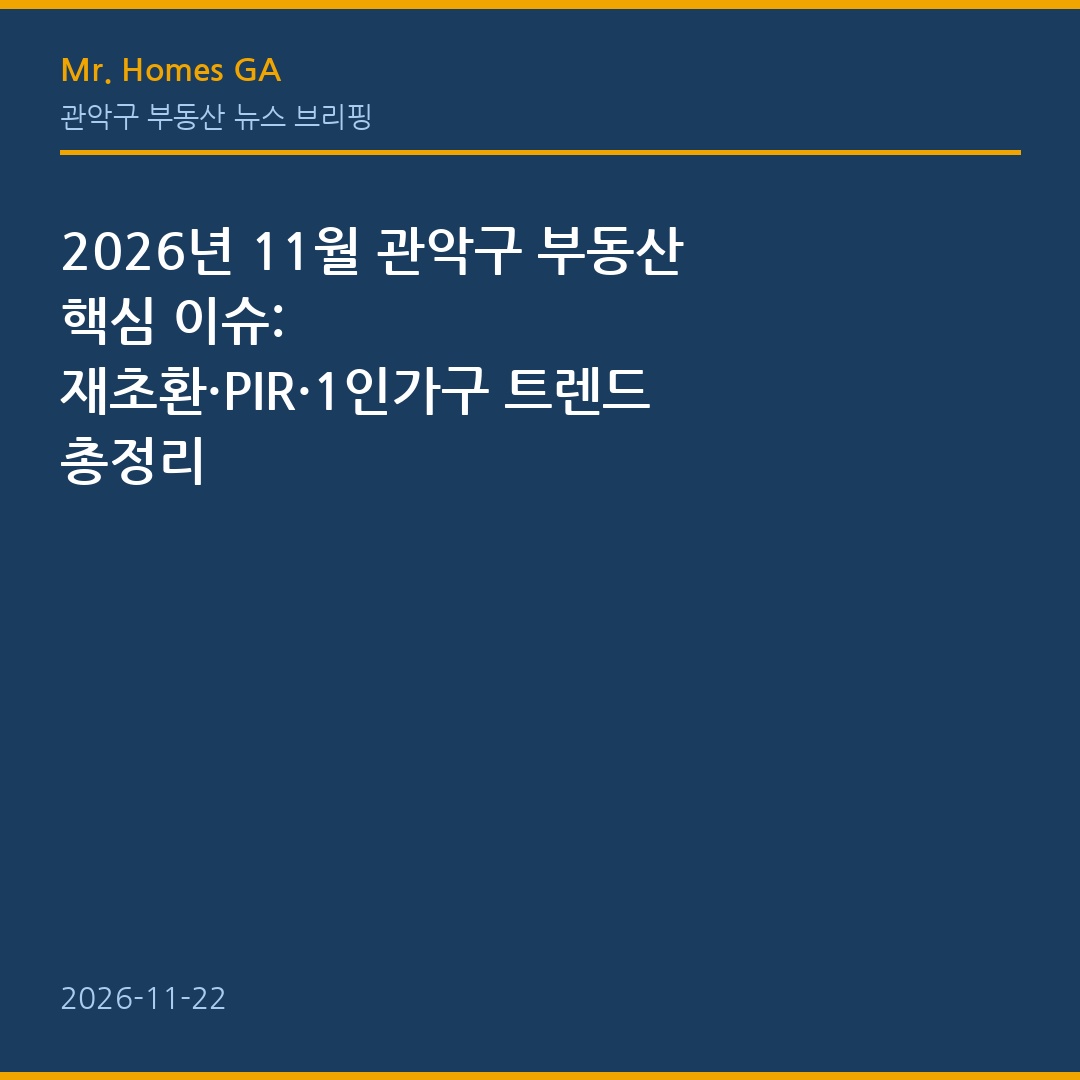 Mr. Homes GA
관악구 부동산 뉴스 브리핑
2026년 11월 관악구 부동산
핵심 이슈:
재초환·PIR·1인가구 트렌드
총정리
2026-11-22